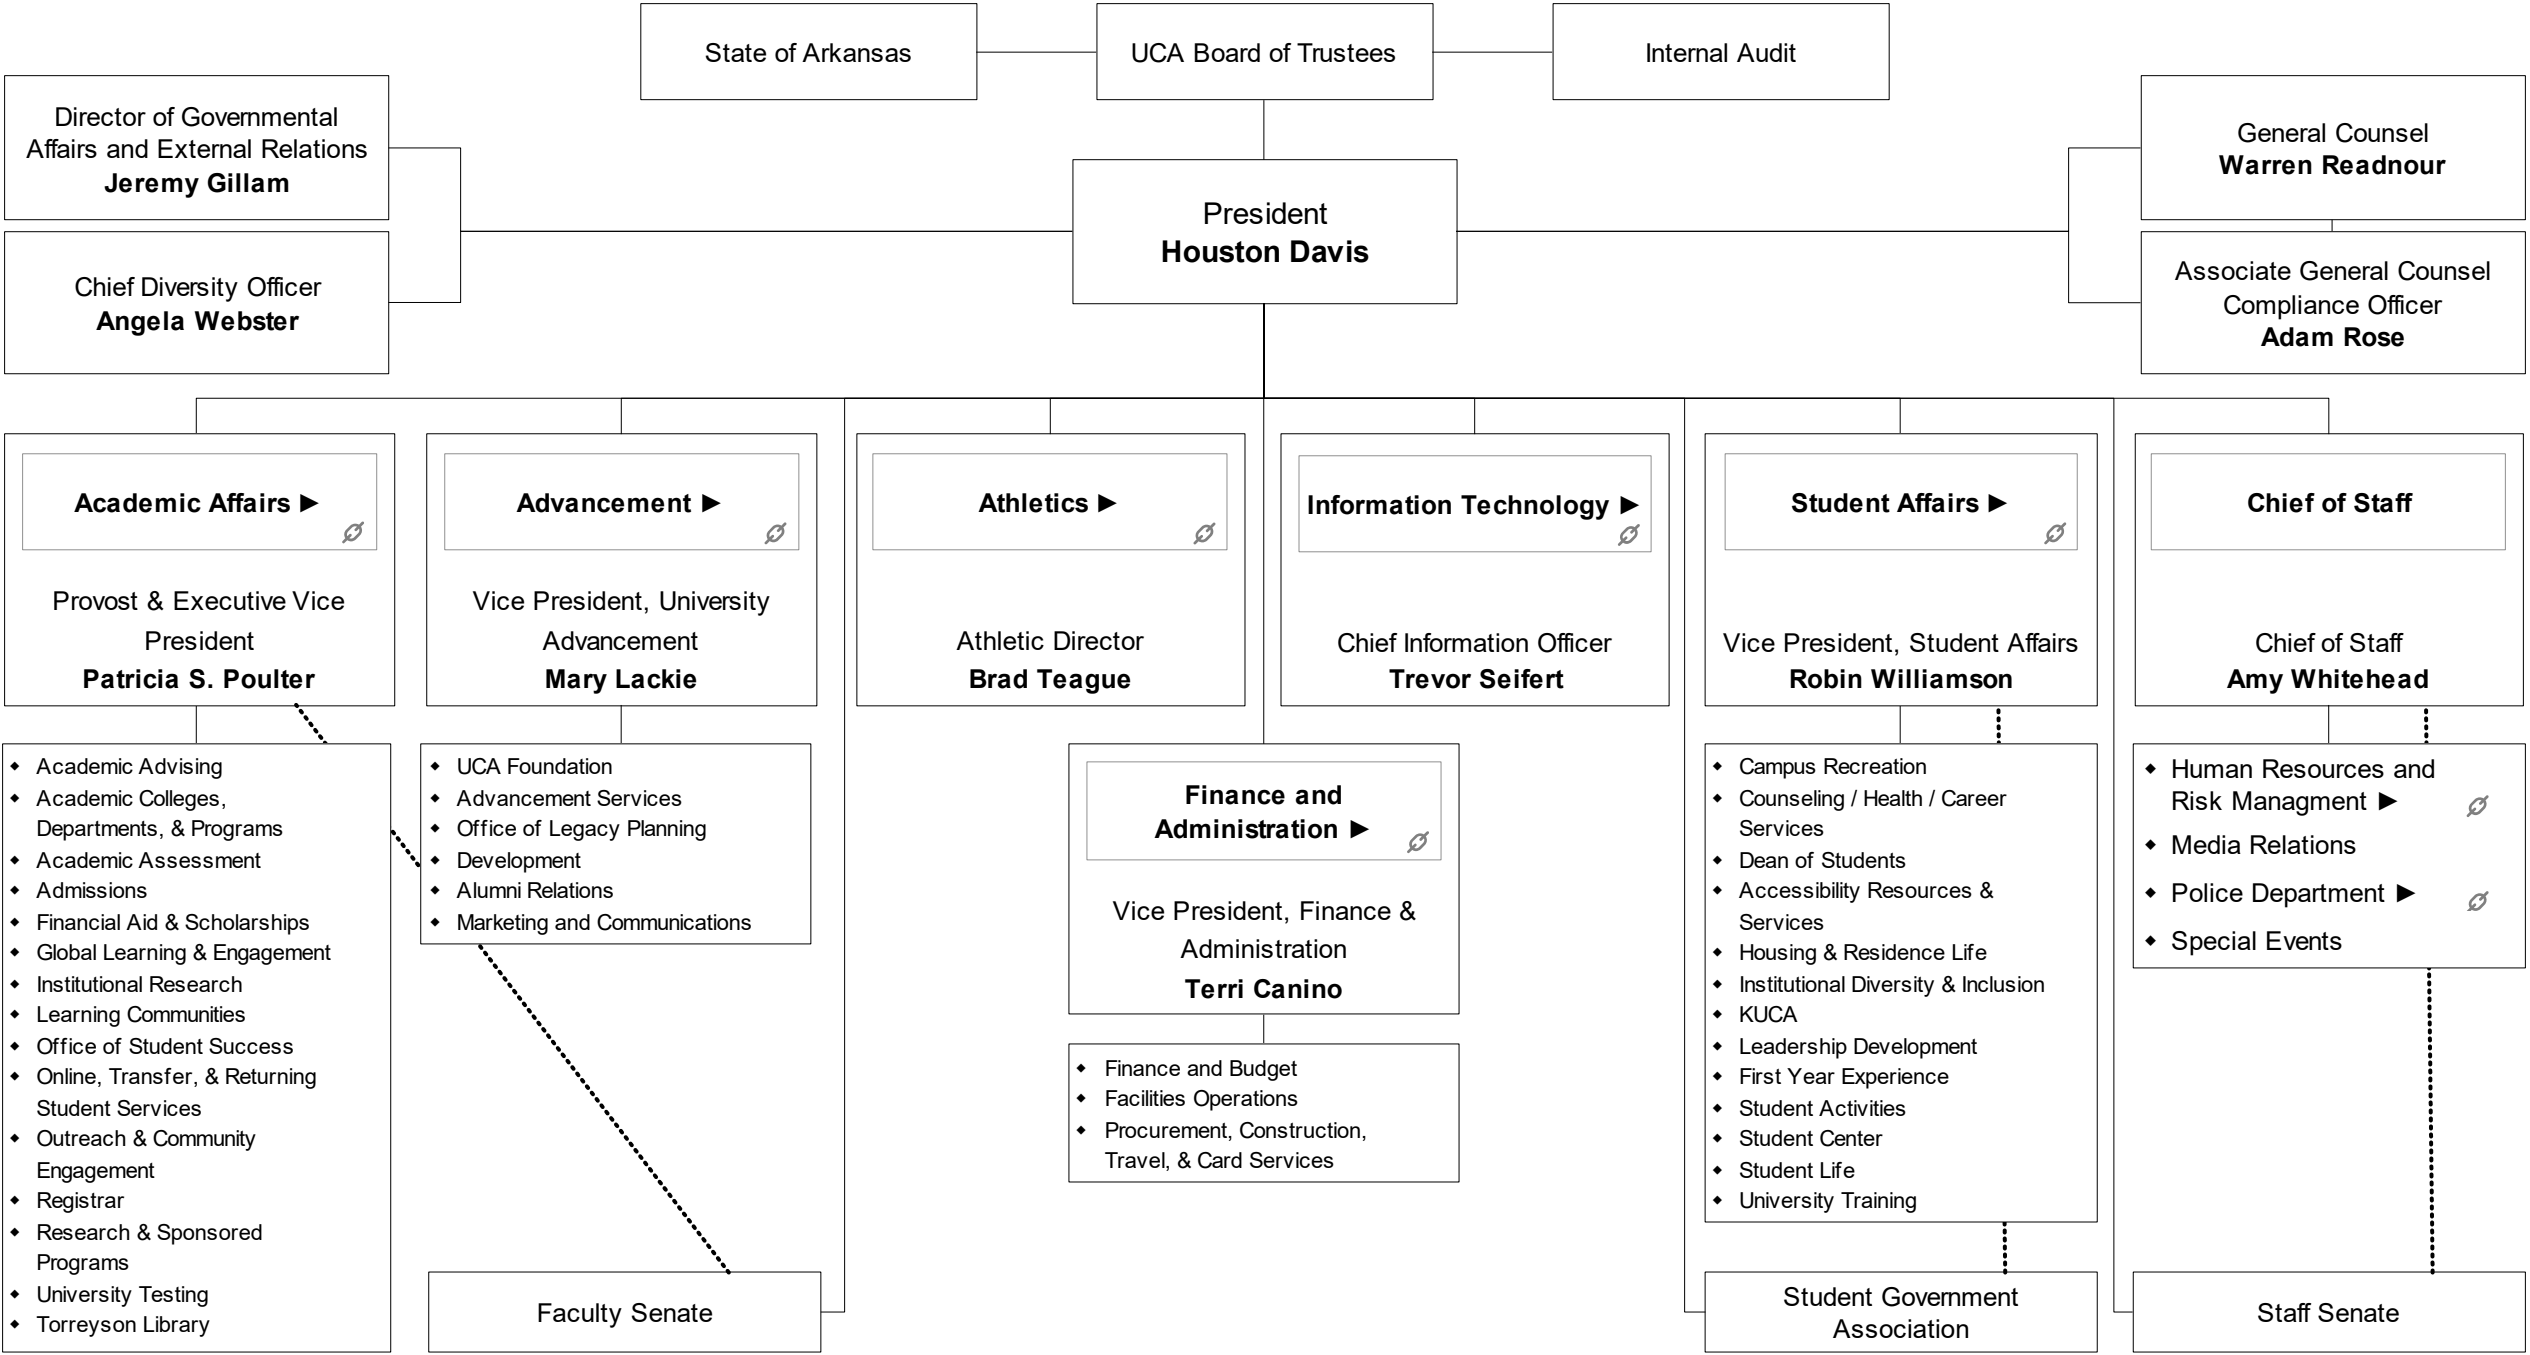 State of Arkansas
UCA Board of Trustees
Internal Audit
Director of Governmental
Affairs and External Relations
Jeremy Gillam
General Counsel
Warren Readnour
President
Houston Davis
Chief Diversity Officer
Angela Webster
Associate General Counsel
Compliance Officer
Adam Rose
Academic Affairs ►
Provost & Executive Vice
President
Patricia S. Poulter
Advancement ►
Vice President, University
Advancement
Mary Lackie
Athletics ►
Athletic Director
Brad Teague
Information Technology ►
Chief Information Officer
Trevor Seifert
Student Affairs ►
Vice President, Student Affairs
Robin Williamson
Chief of Staff
Chief of Staff
Amy Whitehead
◆ Academic Advising
◆ Academic Colleges,
Departments, & Programs
◆ Academic Assessment
◆ Admissions
◆ Financial Aid & Scholarships
◆ Global Learning & Engagement
◆ Institutional Research
◆ Learning Communities
◆ Office of Student Success
◆ Online, Transfer, & Returning
Student Services
◆ Outreach & Community
Engagement
◆ Registrar
◆ Research & Sponsored
Programs
◆ University Testing
◆ Torreyson Library
◆ UCA Foundation
◆ Advancement Services
◆ Office of Legacy Planning
◆ Development
◆ Alumni Relations
◆ Marketing and Communications
Finance and
Administration ►
Vice President, Finance &
Administration
Terri Canino
◆ Finance and Budget
◆ Facilities Operations
◆ Procurement, Construction,
Travel, & Card Services
◆ Campus Recreation
◆ Counseling / Health / Career
Services
◆ Dean of Students
◆ Accessibility Resources &
Services
◆ Housing & Residence Life
◆ Institutional Diversity & Inclusion
◆ KUCA
◆ Leadership Development
◆ First Year Experience
◆ Student Activities
◆ Student Center
◆ Student Life
◆ University Training
◆ Human Resources and
Risk Managment ►
◆ Media Relations
◆ Police Department ►
◆ Special Events
Faculty Senate
Student Government
Association
Staff Senate